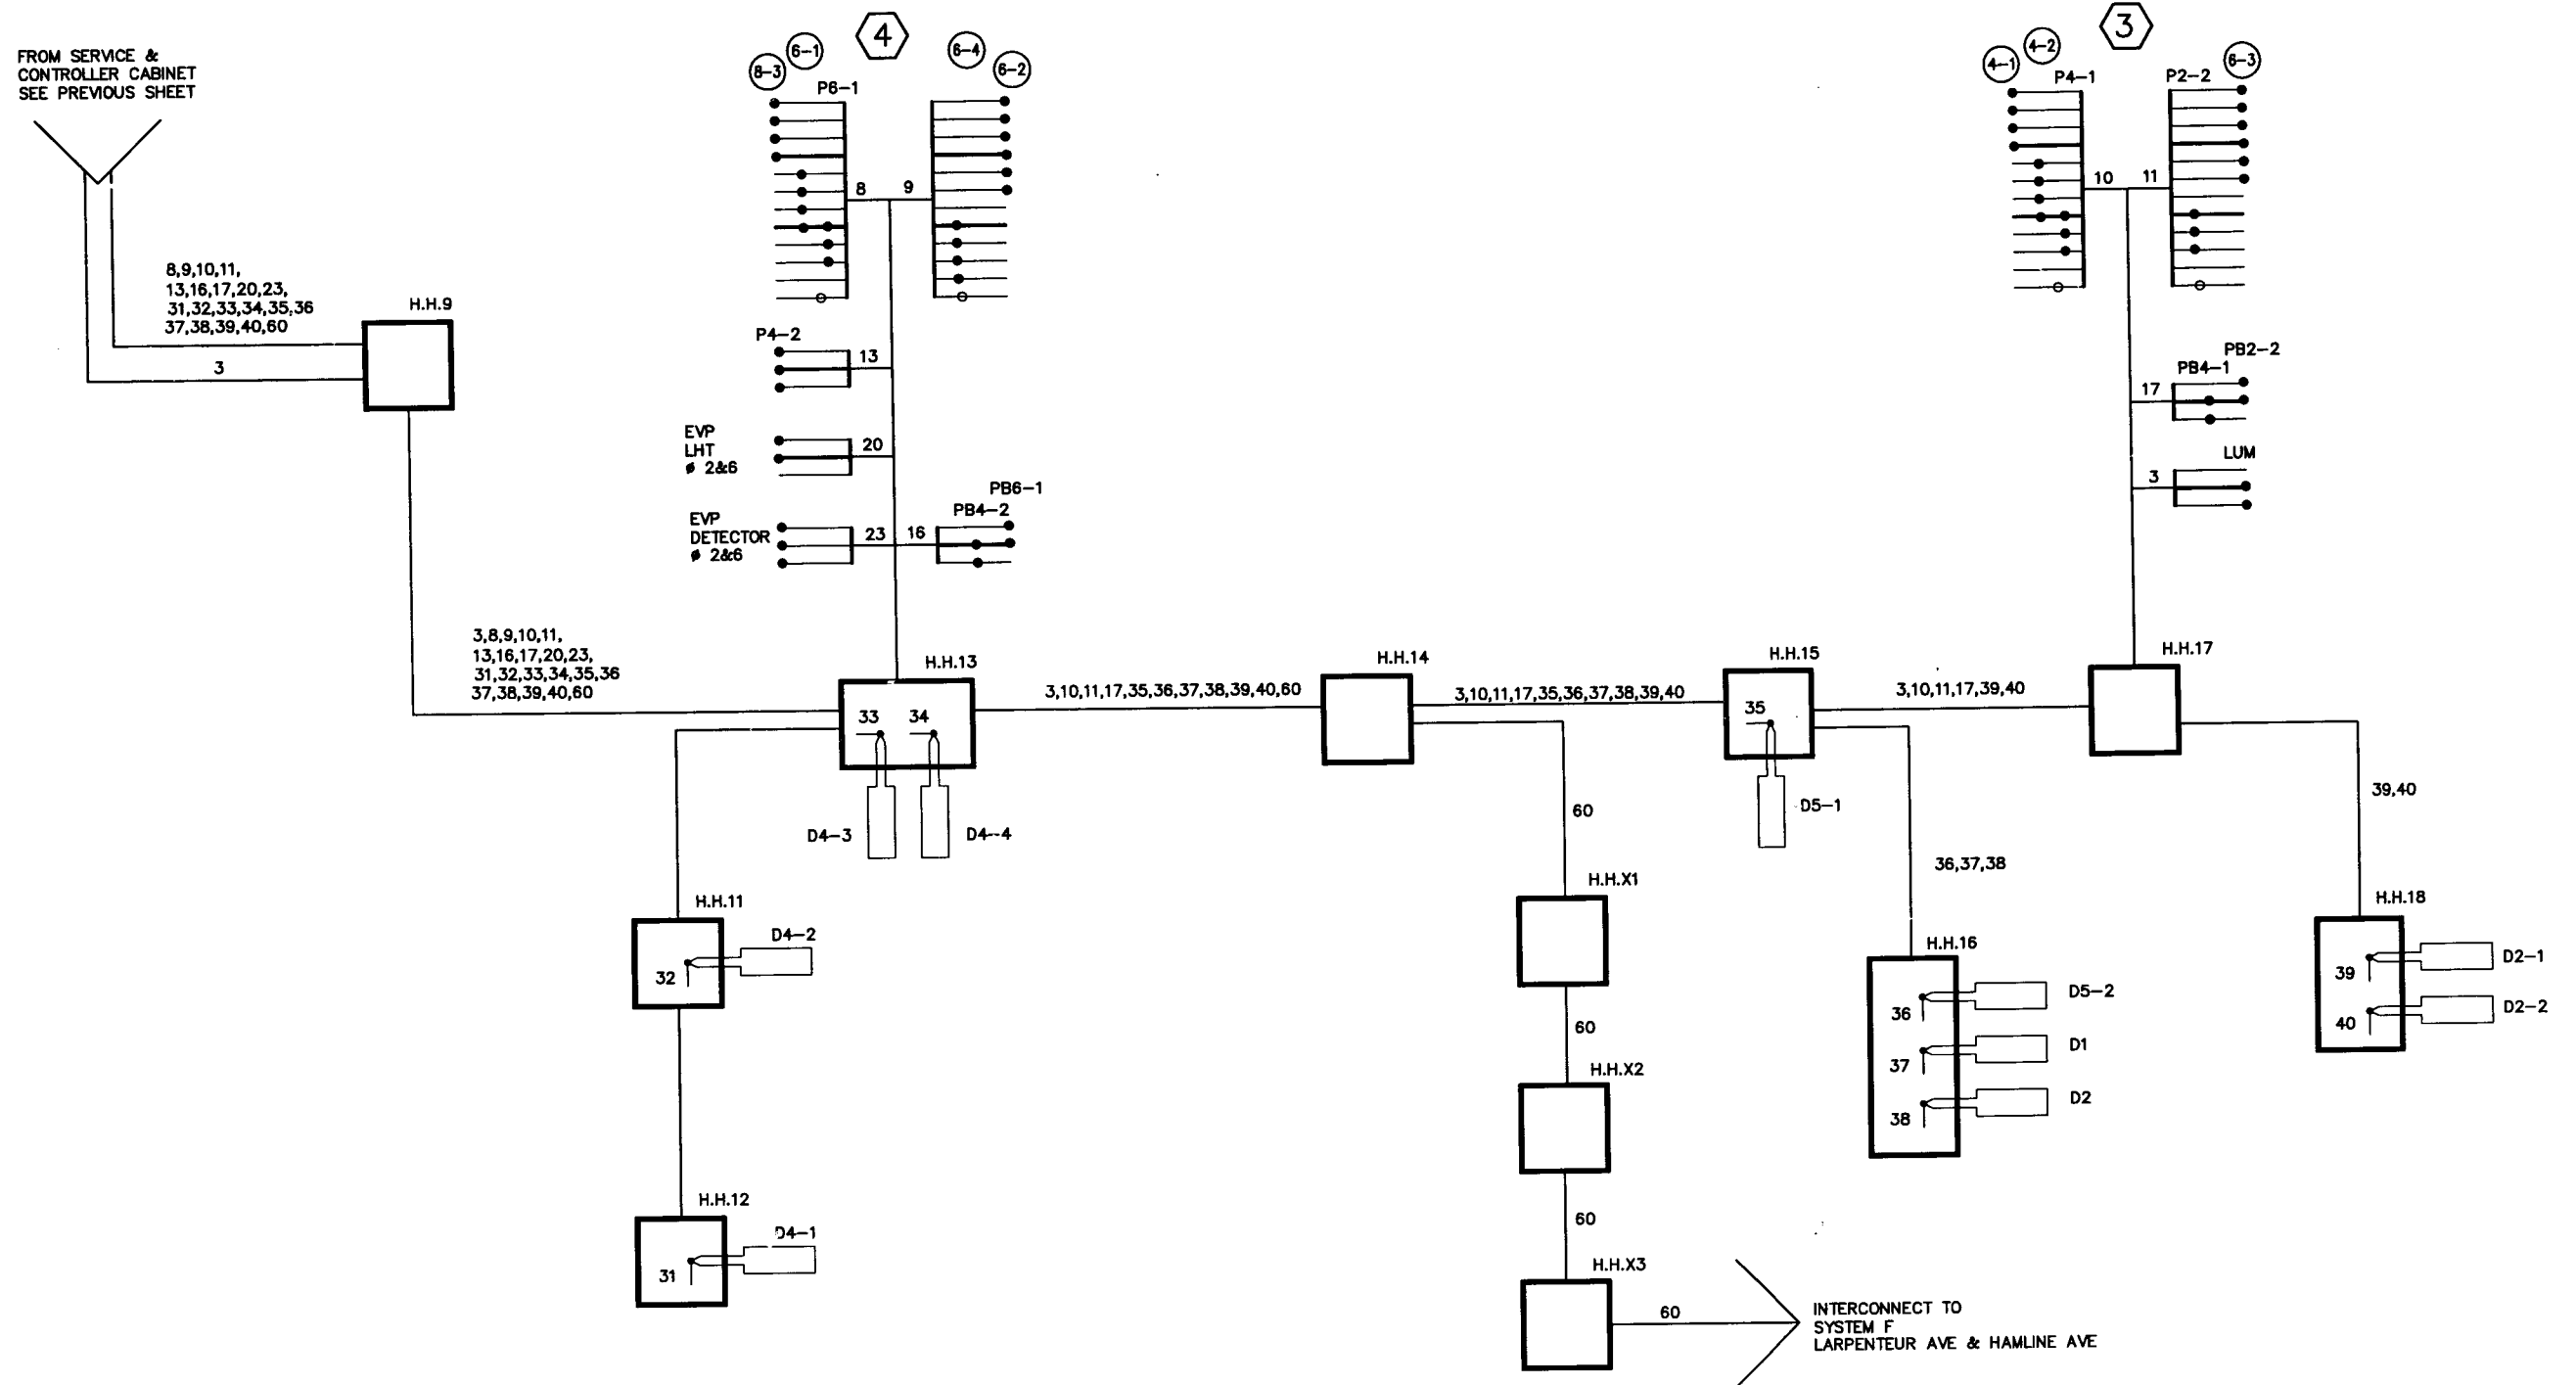 FROM SERVICE &
CONTROLLER CABINET
SEE PREVIOUS SHEET
8-3
6-1
4
6-4
6-2
P6-1
4-1
4-2
3
6-3
P4-1
P2-2
8
9
10
11
8,9,10,11,
13,16,17,20,23,
31,32,33,34,35,36
37,38,39,40,60
H.H.9
3
P4-2
13
EVP
LHT
ø 2&6
20
EVP
DETECTOR
ø 2&6
23
16
PB6-1
PB4-2
PB2-2
PB4-1
17
LUM
3
3,8,9,10,11,
13,16,17,20,23,
31,32,33,34,35,36
37,38,39,40,60
H.H.13
33
34
D4-3
D4-4
3,10,11,17,35,36,37,38,39,40,60
H.H.14
3,10,11,17,35,36,37,38,39,40
H.H.15
35
D5-1
3,10,11,17,39,40
H.H.17
39,40
60
36,37,38
H.H.11
D4-2
32
H.H.X1
H.H.16
36
D5-2
37
D1
38
D2
H.H.18
39
D2-1
40
D2-2
60
H.H.X2
60
H.H.12
D4-1
31
H.H.X3
60
INTERCONNECT TO
SYSTEM F
LARPENTEUR AVE & HAMLINE AVE